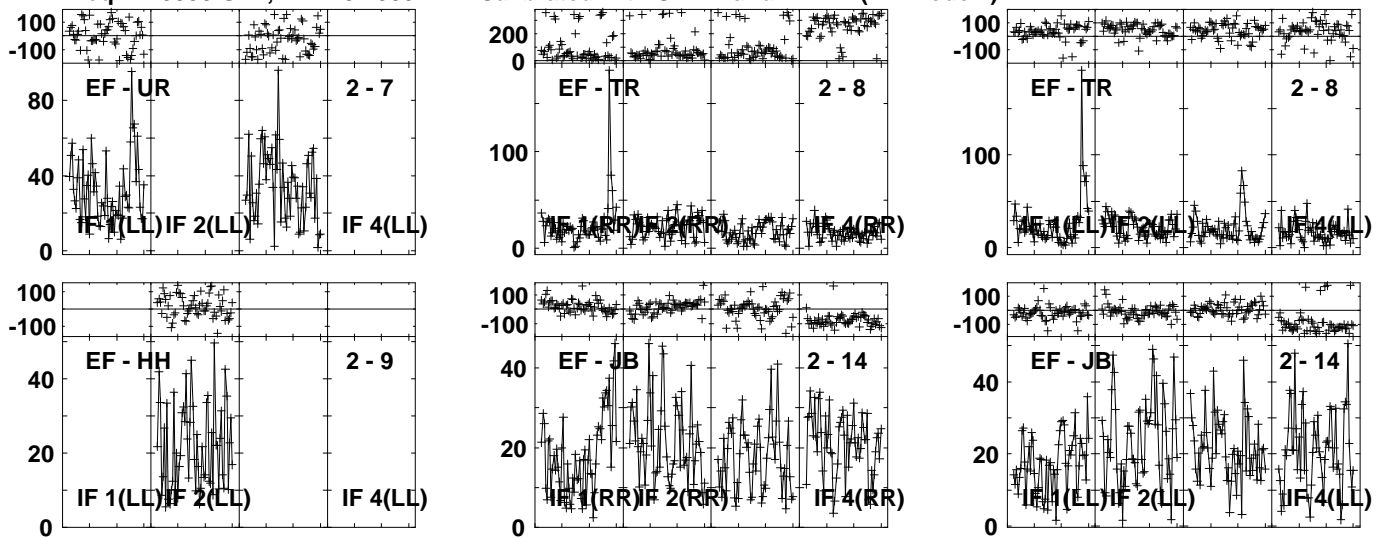 100
-100
EF - UR
2 - 7
80
40
0
IF 1(LL) IF 2(LL)
IF 4(LL)
200
0
EF - TR
2 - 8
100
0
IF 1(RR) IF 2(RR)
IF 4(RR)
100
-100
EF - TR
2 - 8
100
0
IF 1(LL) IF 2(LL)
IF 4(LL)
100
-100
EF - HH
2 - 9
40
20
0
IF 1(LL) IF 2(LL)
IF 4(LL)
100
-100
EF - JB
2 - 14
40
20
0
IF 1(RR) IF 2(RR)
IF 4(RR)
100
-100
EF - JB
2 - 14
40
20
0
IF 1(LL) IF 2(LL)
IF 4(LL)